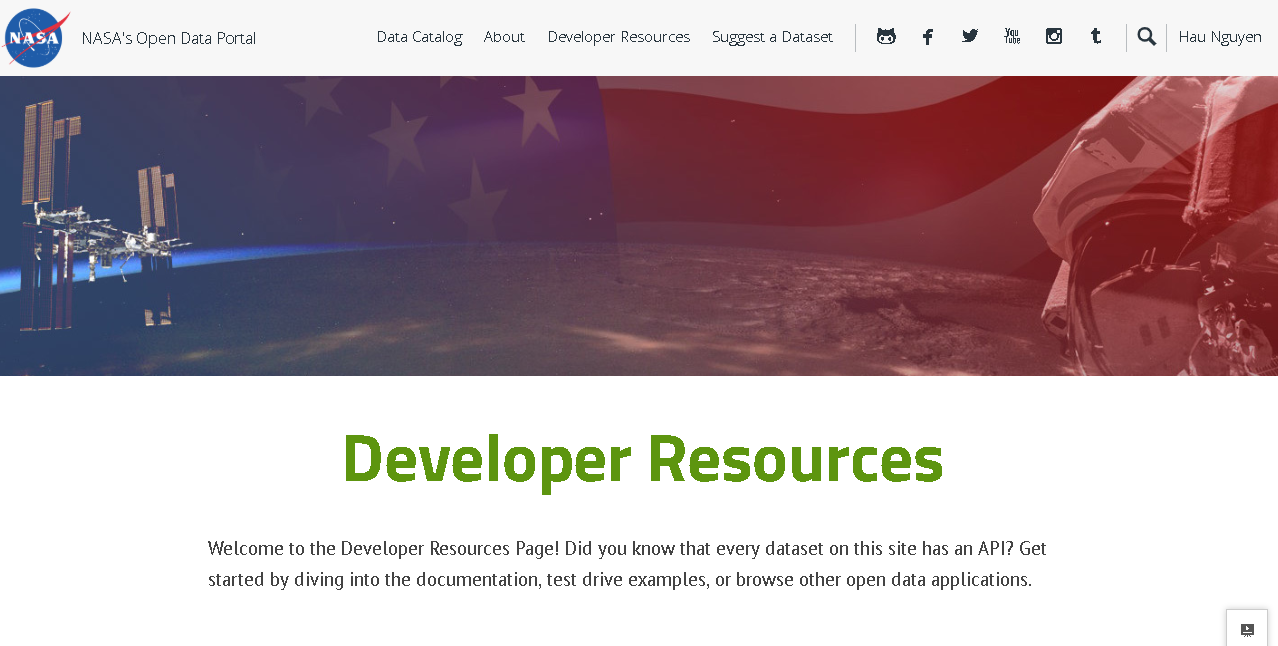 NASA
NASA's Open Data Portal
Data Catalog
About
Developer Resources
Suggest a Dataset
You
Tube
Hau Nguyen
Developer Resources
Welcome to the Developer Resources Page! Did you know that every dataset on this site has an API? Get
started by diving into the documentation, test drive examples, or browse other open data applications.